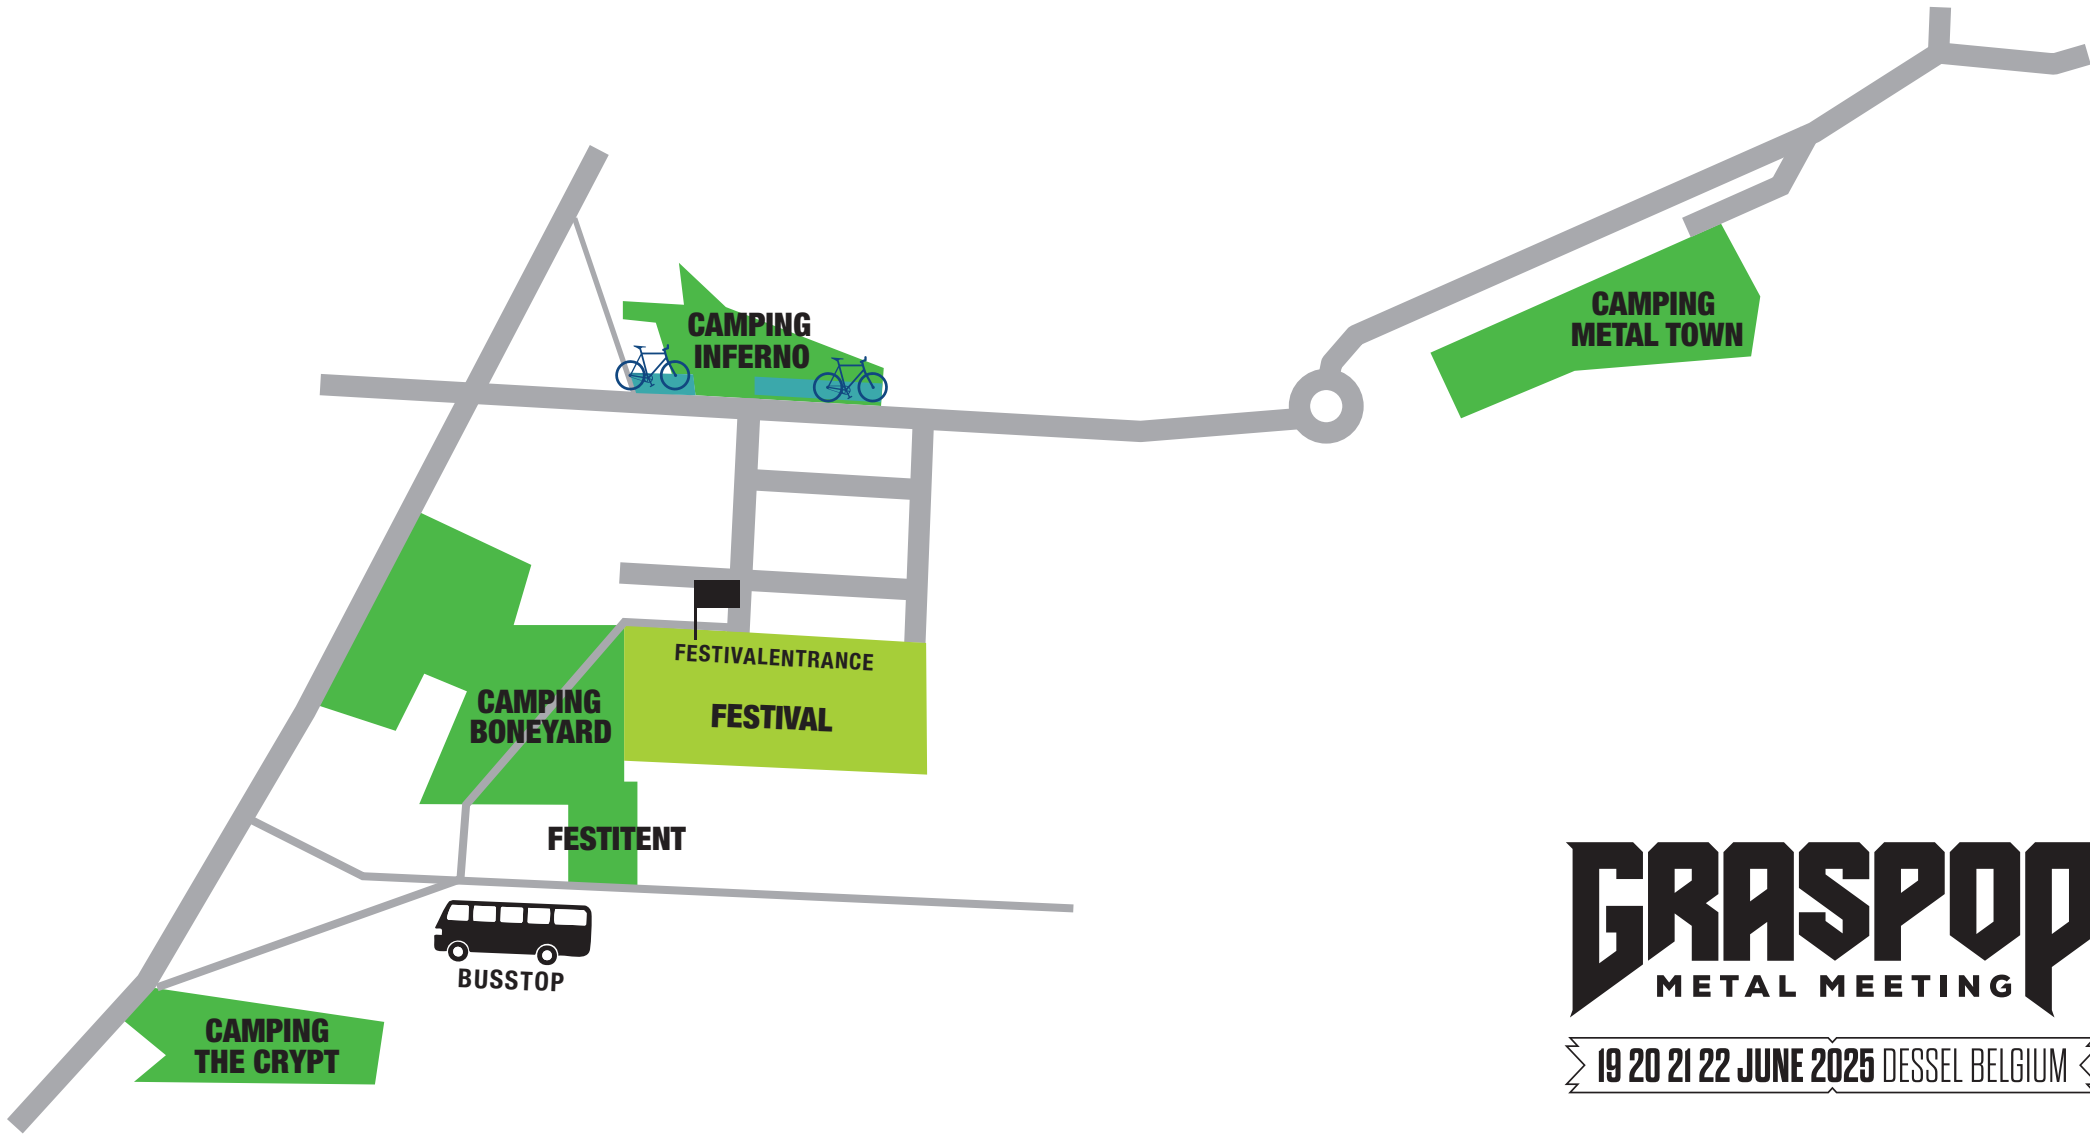 CAMPING
INFERNO
CAMPING
METAL TOWN
FESTIVALENTRANCE
FESTIVAL
CAMPING
BONEYARD
FESTITENT
BUSSTOP
CAMPING
THE CRYPT
GRASPOP
METAL MEETING
19 20 21 22 JUNE 2025 DESSEL BELGIUM